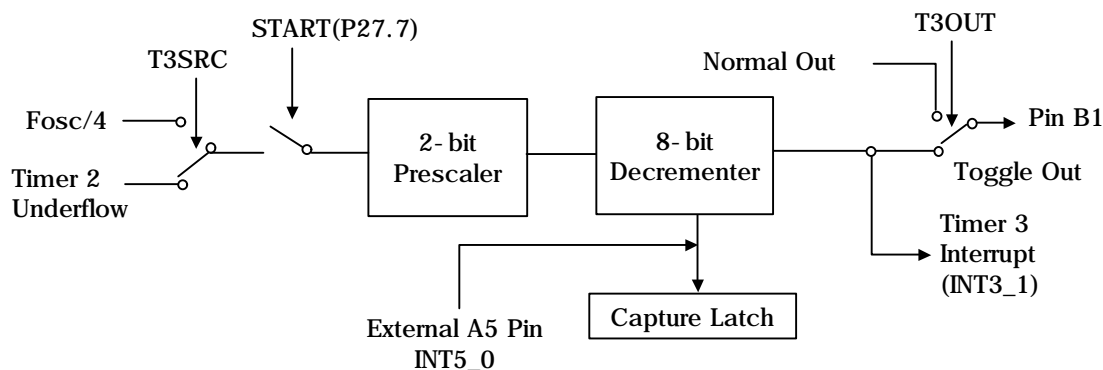 START(P27.7)
T3OUT
T3SRC
Normal Out
Fosc/4
2-bit
Prescaler
8-bit
Decrementer
Pin B1
Timer 2
Underflow
Toggle Out
Timer 3
Interrupt
(INT3_1)
External A5 Pin
INT5_0
Capture Latch